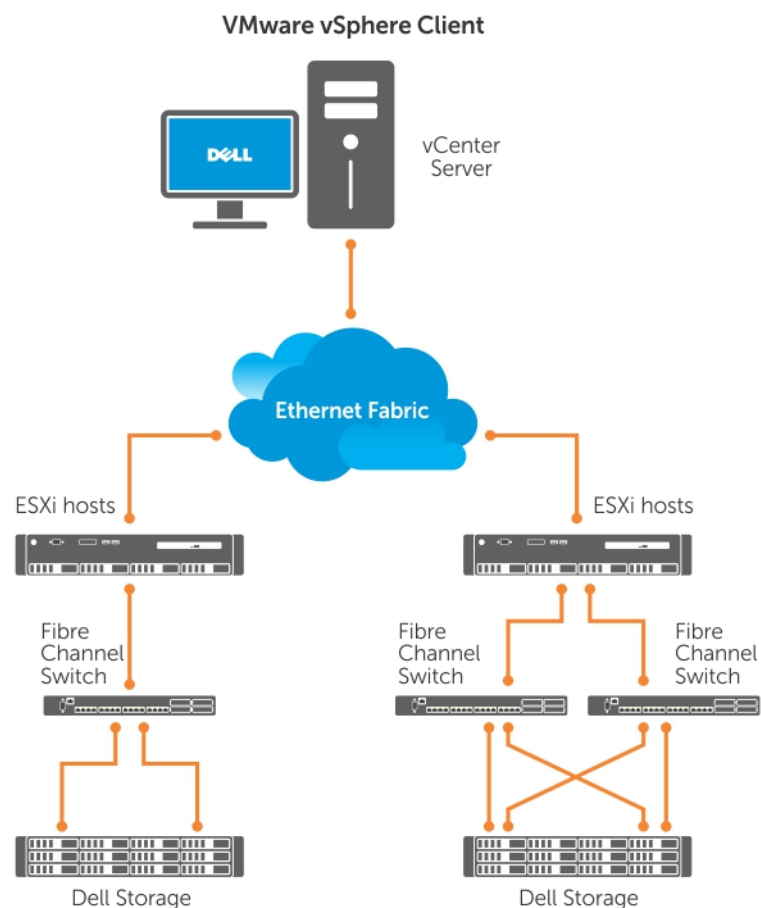 VMware vSphere Client
DELL
vCenter
Server
Ethernet Fabric
ESXi hosts
ESXi hosts
Fibre
Channel
Switch
Fibre
Channel
Switch
Fibre
Channel
Switch
Dell Storage
Dell Storage